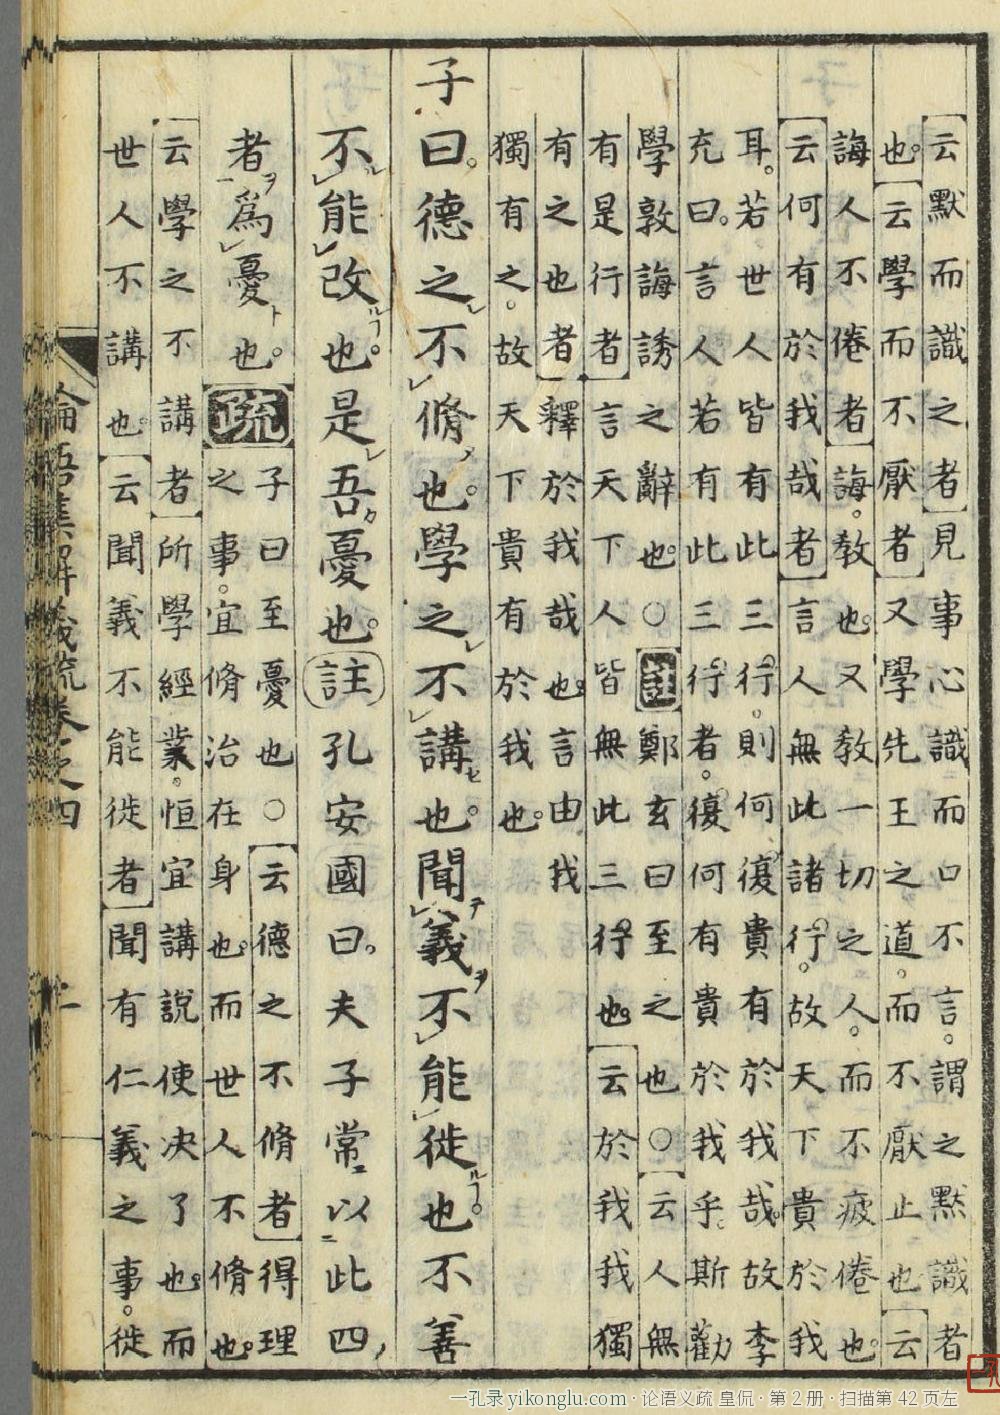 云默而識之者見事心識而口不言。謂之默識者
也。云學而不厭者又學先王之道。而不厭止也云
誨人不倦者誨。教也。又教一切之人。而不疲倦也。
云何有於我哉者言人無此諸行。故天下貴於我
耳。若世人皆有此三行。則何復貴有於我哉。故李
充曰。言人若有此三行者。復何有貴於我乎。斯勸
學敦誨誘之辭也。○註鄭玄曰至之也○云人無
有是行者言天下人皆無此三行也。云於我我獨
有之也者釋於我哉也。言由我
獨有之。故天下貴有於我也。
子曰。德之不脩也。學之不講也。聞義不能徙也。不善
不能改也。是吾憂也。註孔安國曰。夫子常以此四
者爲憂也。疏子曰至憂也○云德之不脩者得理
之事。宜脩治在身也。而世人不脩也。
云學之不講者所學經業。恒宜講說使决了也。而
世人不講也。云聞義不能徙者聞有仁義之事。徙
論語集解義疏卷之四
一孔录 yikonglu.com · 论语义疏 皇侃 · 第 2 册 · 扫描第 42 页左